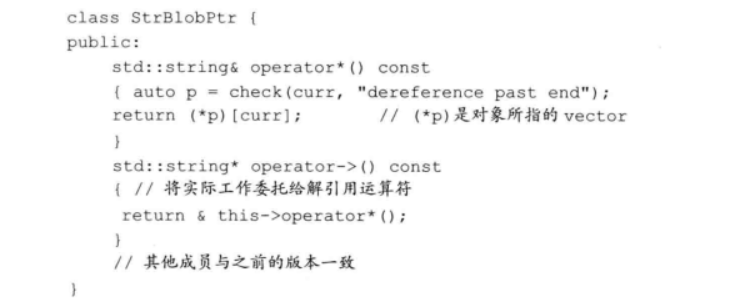 class StrBlobPtr {
public:
std::string& operator*() const
{ auto p = check(curr, "dereference past end");
return (*p)[curr]; // (*p)是对象所指的 vector
}
std::string* operator->() const
{ // 将实际工作委托给解引用运算符
return & this->operator*();
}
// 其他成员与之前的版本一致
}